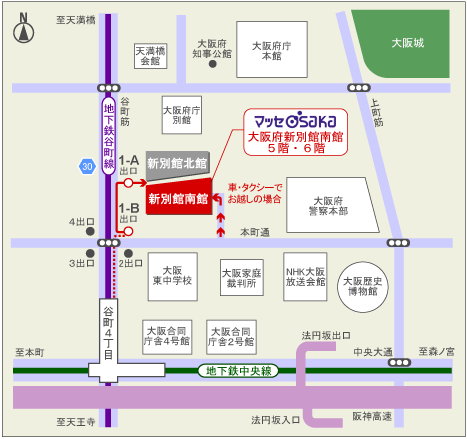 N
至天満橋
天満橋
会館
大阪府
知事公館
大阪府庁
本館
大阪城
地下鉄谷町線
谷町筋
大阪府庁
別館
上町筋
マッセOSaKa
大阪府新別館南館
5階・6階
30
1-A
出口
新別館北館
新別館南館
車・タクシーで
お越しの場合
1-B
出口
大阪府
警察本部
4出口
本町通
3出口
2出口
大阪
東中学校
大阪家庭
裁判所
NHK大阪
放送会館
大阪歴史
博物館
谷町4丁目
大阪合同
庁舎4号館
大阪合同
庁舎2号館
法円坂出口
至本町
中央大通
至森ノ宮
地下鉄中央線
至天王寺
法円坂入口
阪神高速